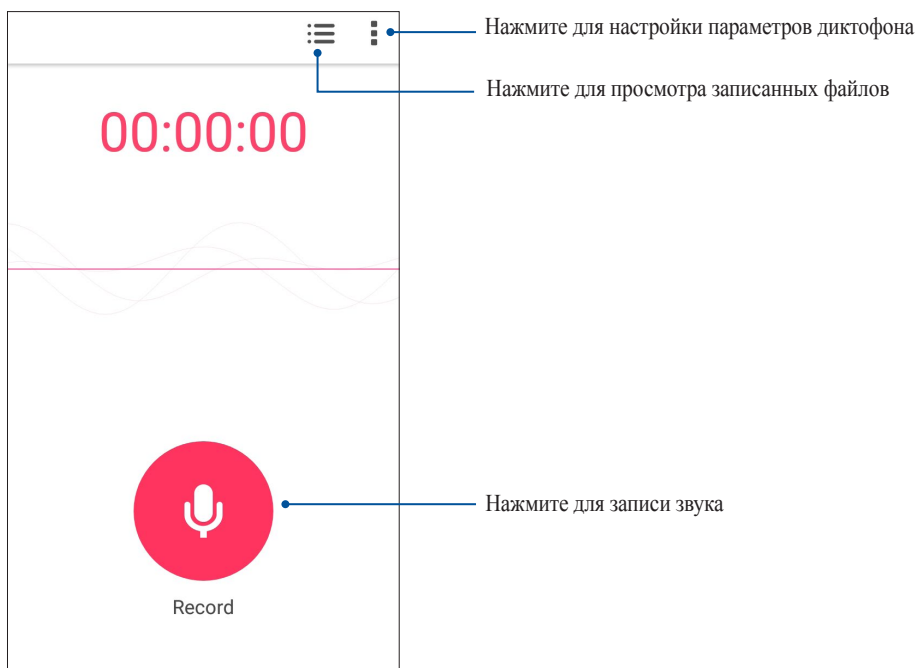 Нажмите для настройки параметров диктофона
Нажмите для просмотра записанных файлов
00:00:00
Нажмите для записи звука
Record